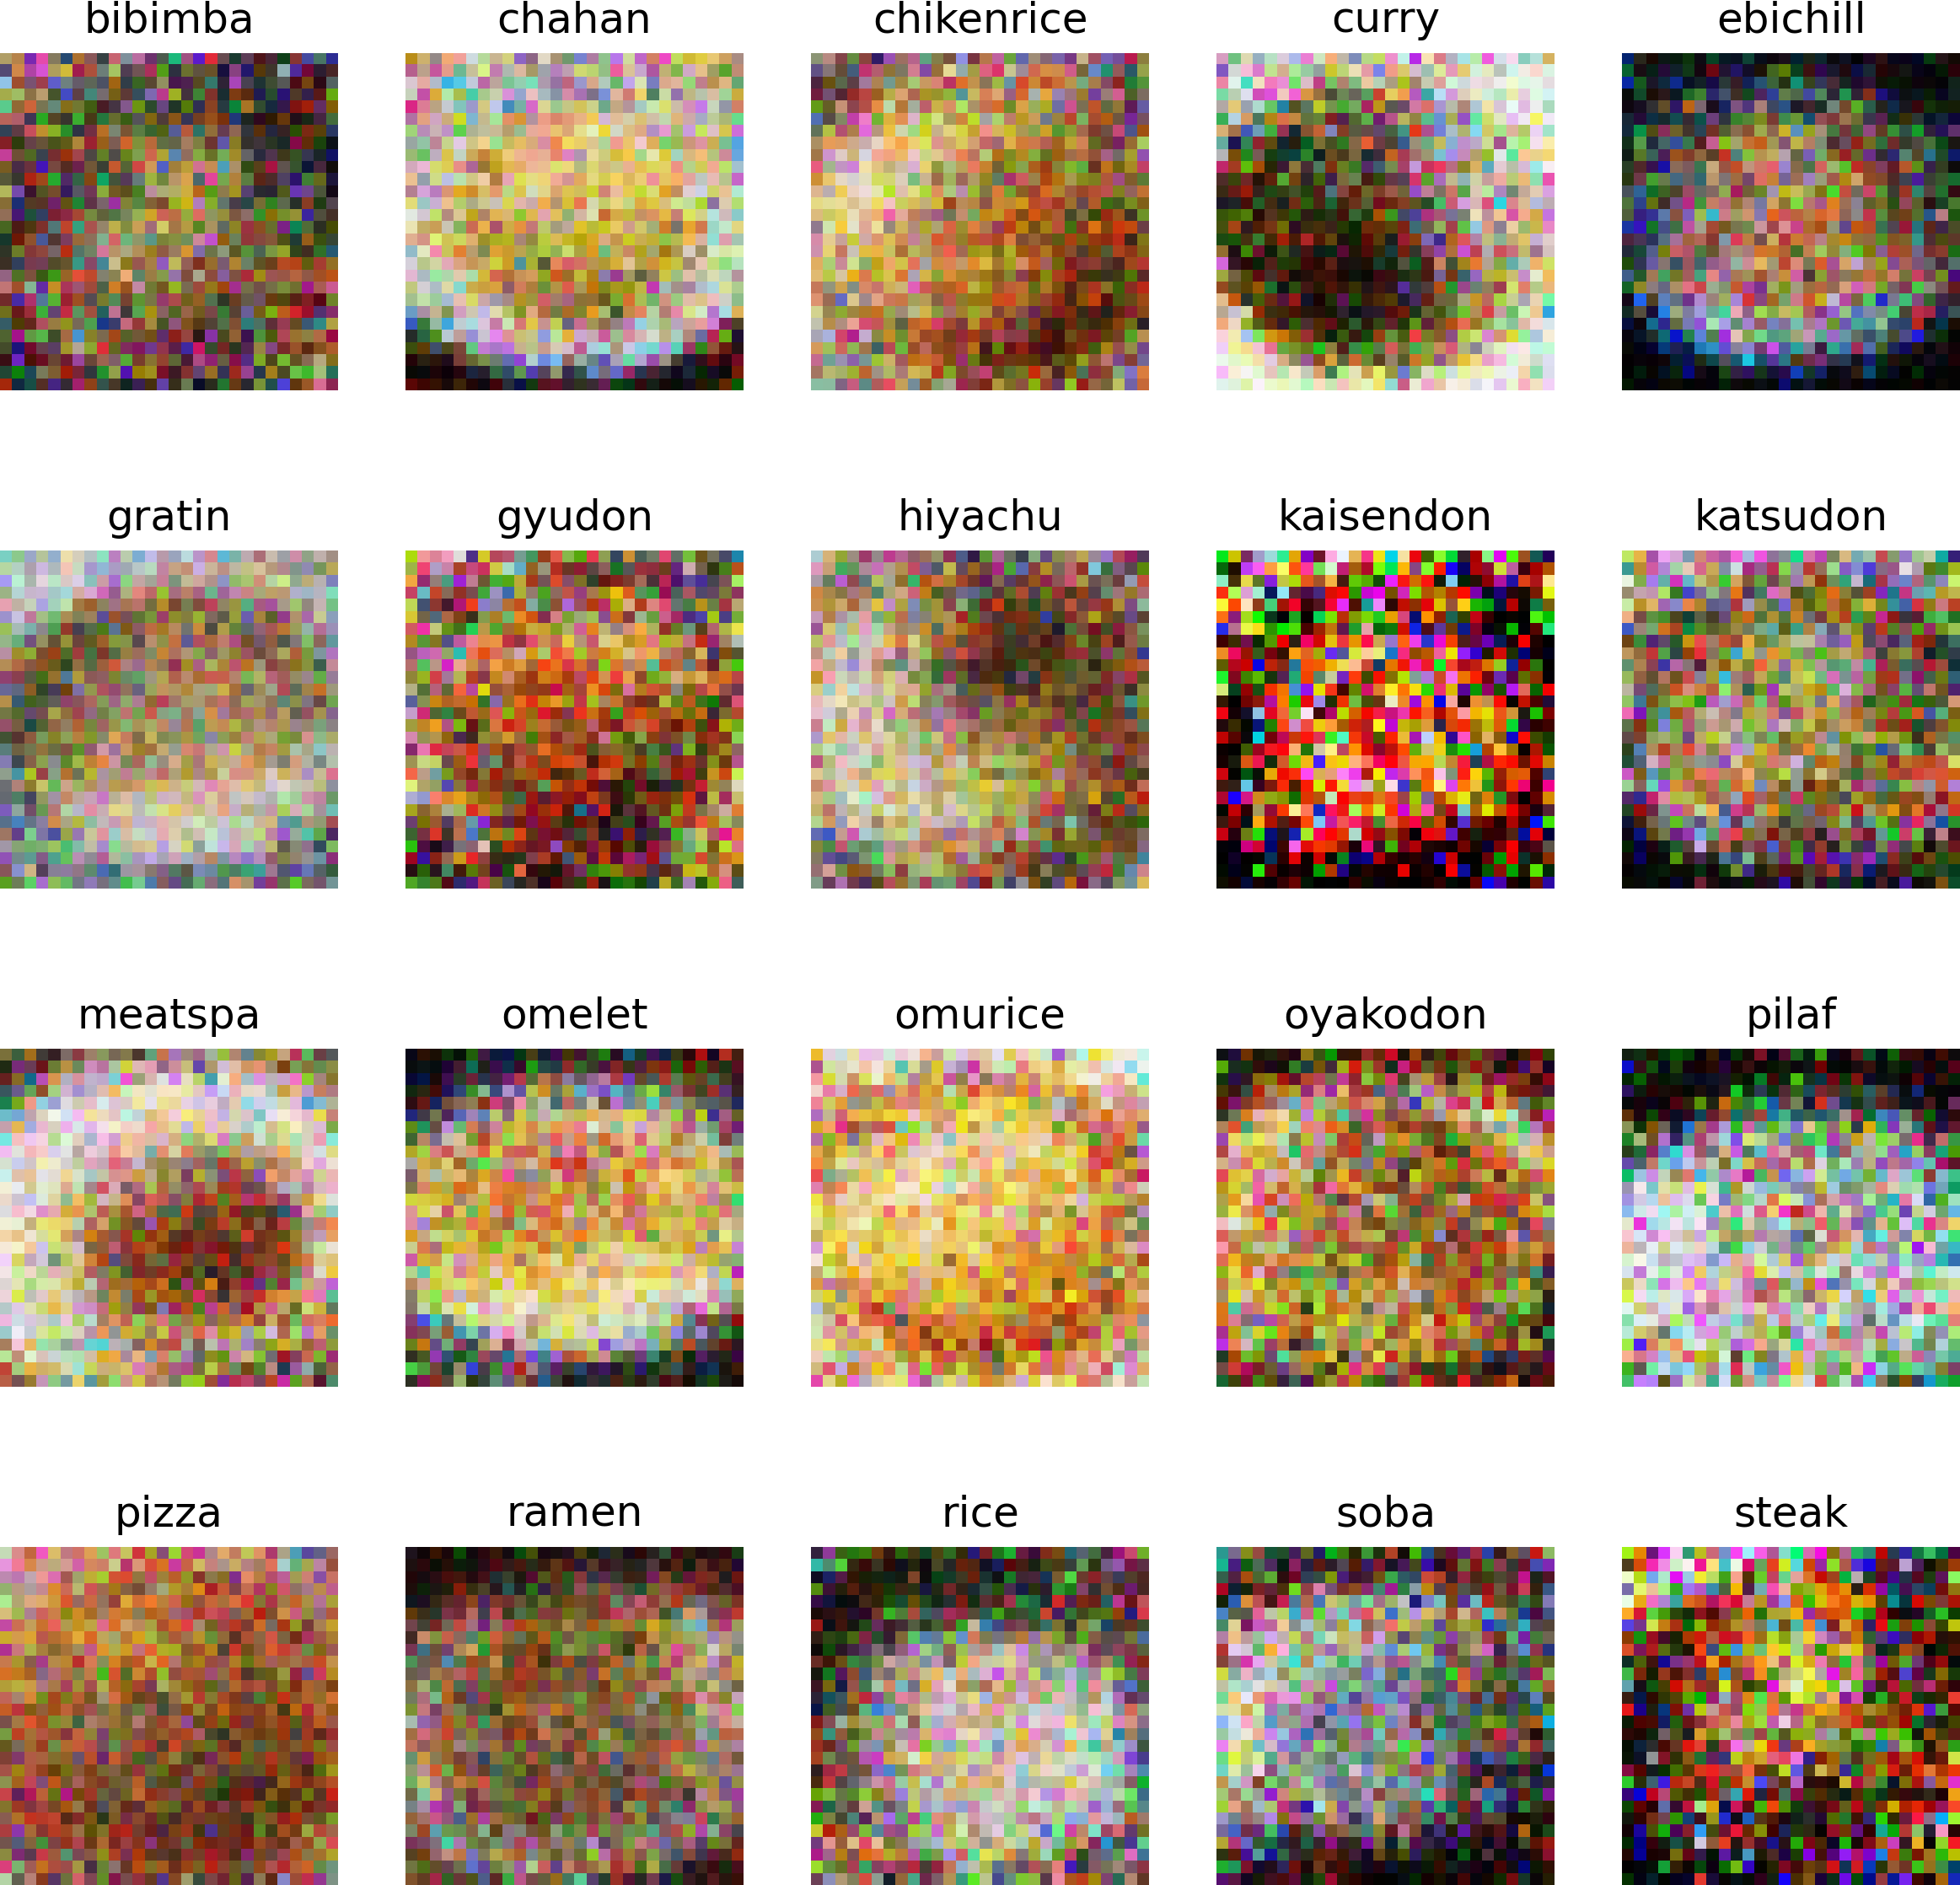 bibimba chahan chikenrice curry ebichill
gratin gyudon hiyachu kaisendon katsudon
meatspa omelet omurice oyakodon pilaf
pizza ramen rice soba steak